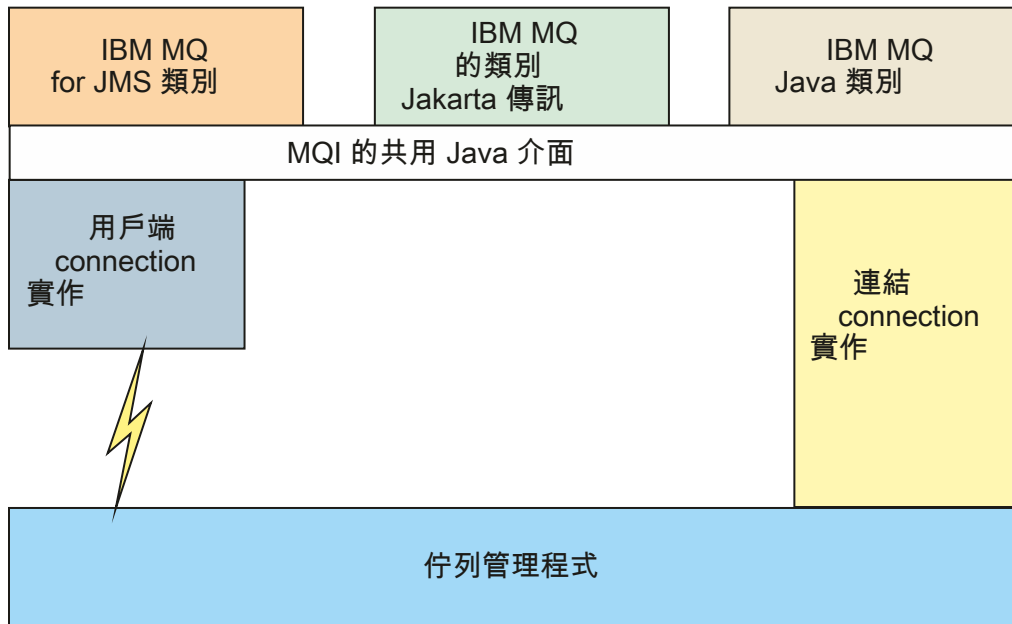 IBM MQ
for JMS 類別
IBM MQ
的類別
Jakarta 傳訊
IBM MQ
Java 類別
MQI 的共用 Java 介面
用戶端
connection
實作
連結
connection
實作
佇列管理程式